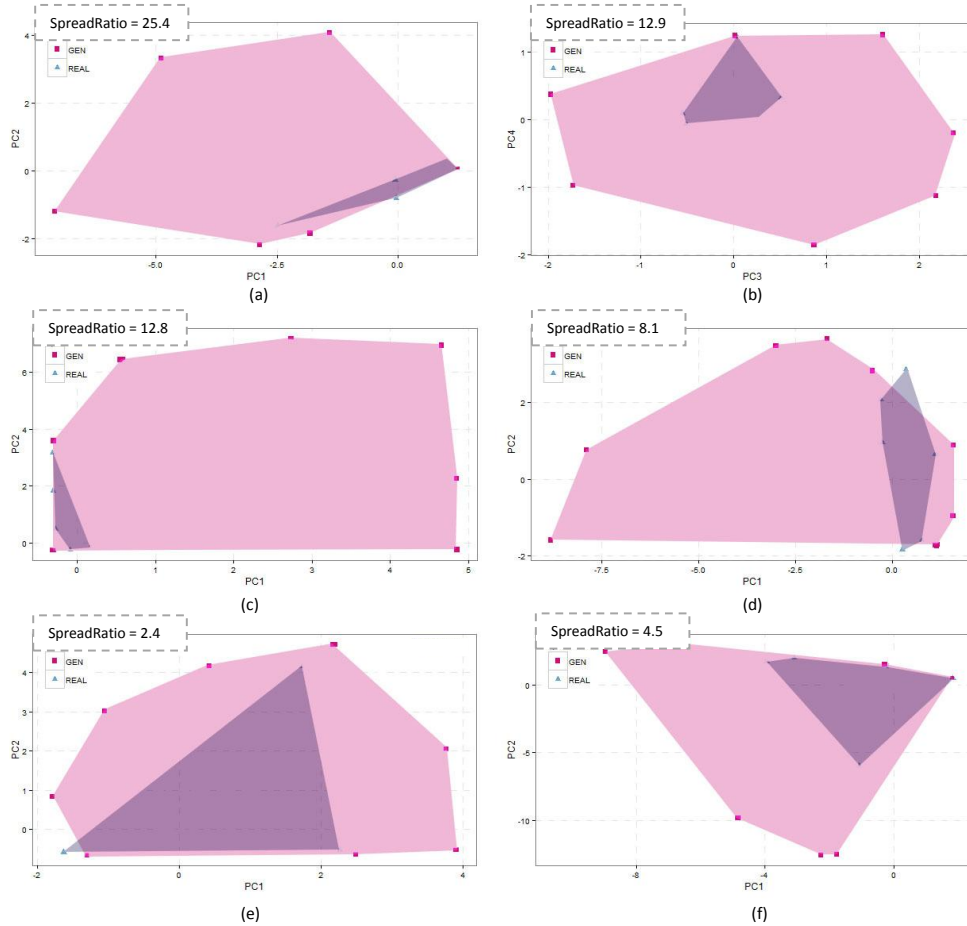 SpreadRatio = 25.4
GEN
REAL
4
2
0
-2
PC2
-5.0
-2.5
0.0
PC1
(a)
SpreadRatio = 12.9
GEN
REAL
1
0
-1
-2
PC4
-2
-1
0
1
2
PC3
(b)
SpreadRatio = 12.8
GEN
REAL
6
4
2
0
PC2
0
1
2
3
4
5
PC1
(c)
SpreadRatio = 8.1
GEN
REAL
2
0
-2
PC2
-7.5
-5.0
-2.5
0.0
PC1
(d)
SpreadRatio = 2.4
GEN
REAL
4
3
2
1
0
PC2
-2
0
2
4
PC1
(e)
SpreadRatio = 4.5
GEN
REAL
0
-5
-10
PC2
-8
-4
0
PC1
(f)